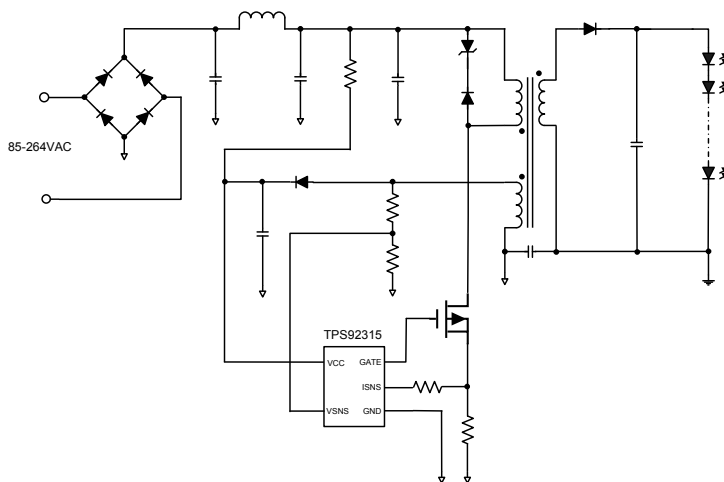 85-264VAC
TPS92315
VCC GATE
ISNS
VSNS GND